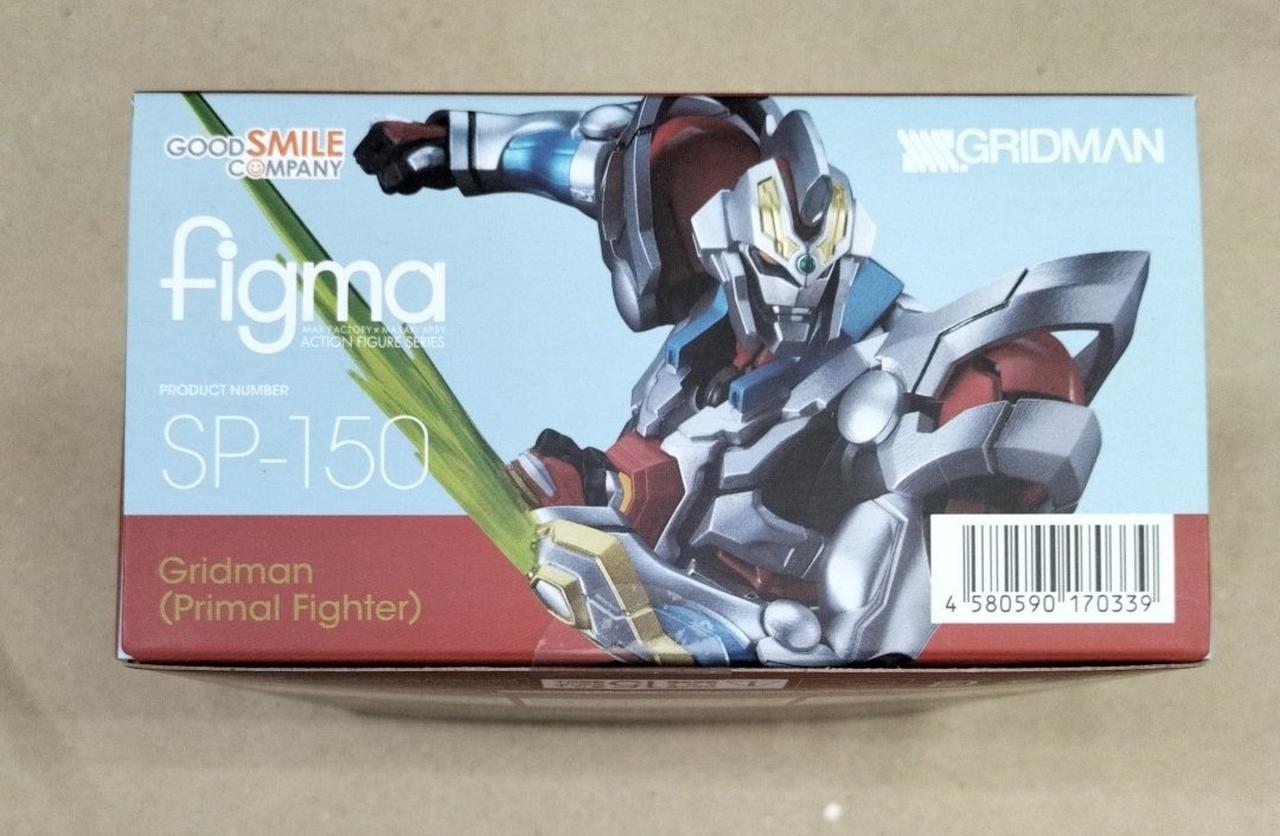 GOOD SMILE
COMPANY
GRIDMAN
figma
MAX FACTORY × MASAKI APSY
ACTION FIGURE SERIES
PRODUCT NUMBER
SP-150
Gridman
(Primal Fighter)
4 580590 170339